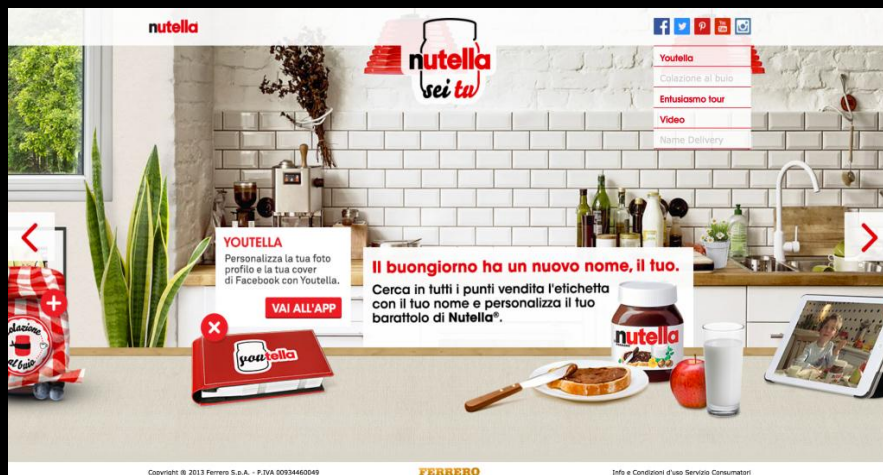 nutella
nutella
sei tu
Youtella
Colazione al buio
Entusiasmo tour
Video
Name Delivery
YOUTELLA
Personalizza la tua foto
profilo e la tua cover
di Facebook con Youtella.
VAI ALL'APP
Il buongiorno ha un nuovo nome, il tuo.
Cerca in tutti i punti vendita l'etichetta
con il tuo nome e personalizza il tuo
barattolo di Nutella®.
colazione
al buio
youtella
nutella
Copyright ® 2013 Ferrero S.p.A. - P.IVA 00934460049
FERRERO
Info e Condizioni d'uso Servizio Consumatori